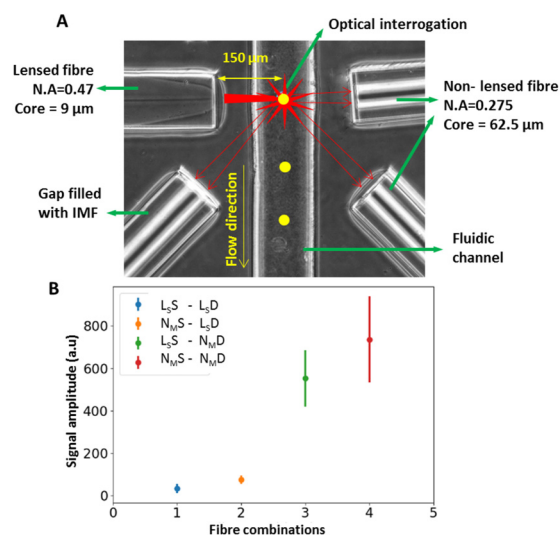 A
Optical interrogation
150 µm
Lensed fibre
N.A=0.47
Core = 9 µm
Non- lensed fibre
N.A=0.275
Core = 62.5 µm
Gap filled
with IMF
Flow direction
Fluidic
channel
B
LSS - LSD
NMS - LSD
LSS - NMD
NMS - NMD
Signal amplitude (a.u)
800
600
400
200
0
0 1 2 3 4 5
Fibre combinations